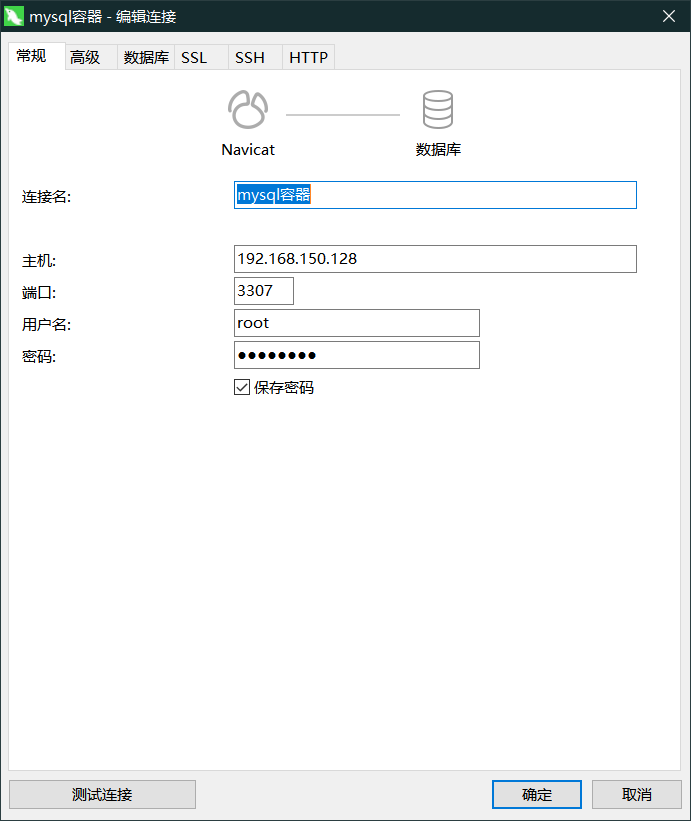 mysql容器 - 编辑连接
常规 高级 数据库 SSL SSH HTTP
Navicat 数据库
连接名: mysql容器
主机: 192.168.150.128
端口: 3307
用户名: root
密码: ●●●●●●●●
保存密码
测试连接 确定 取消